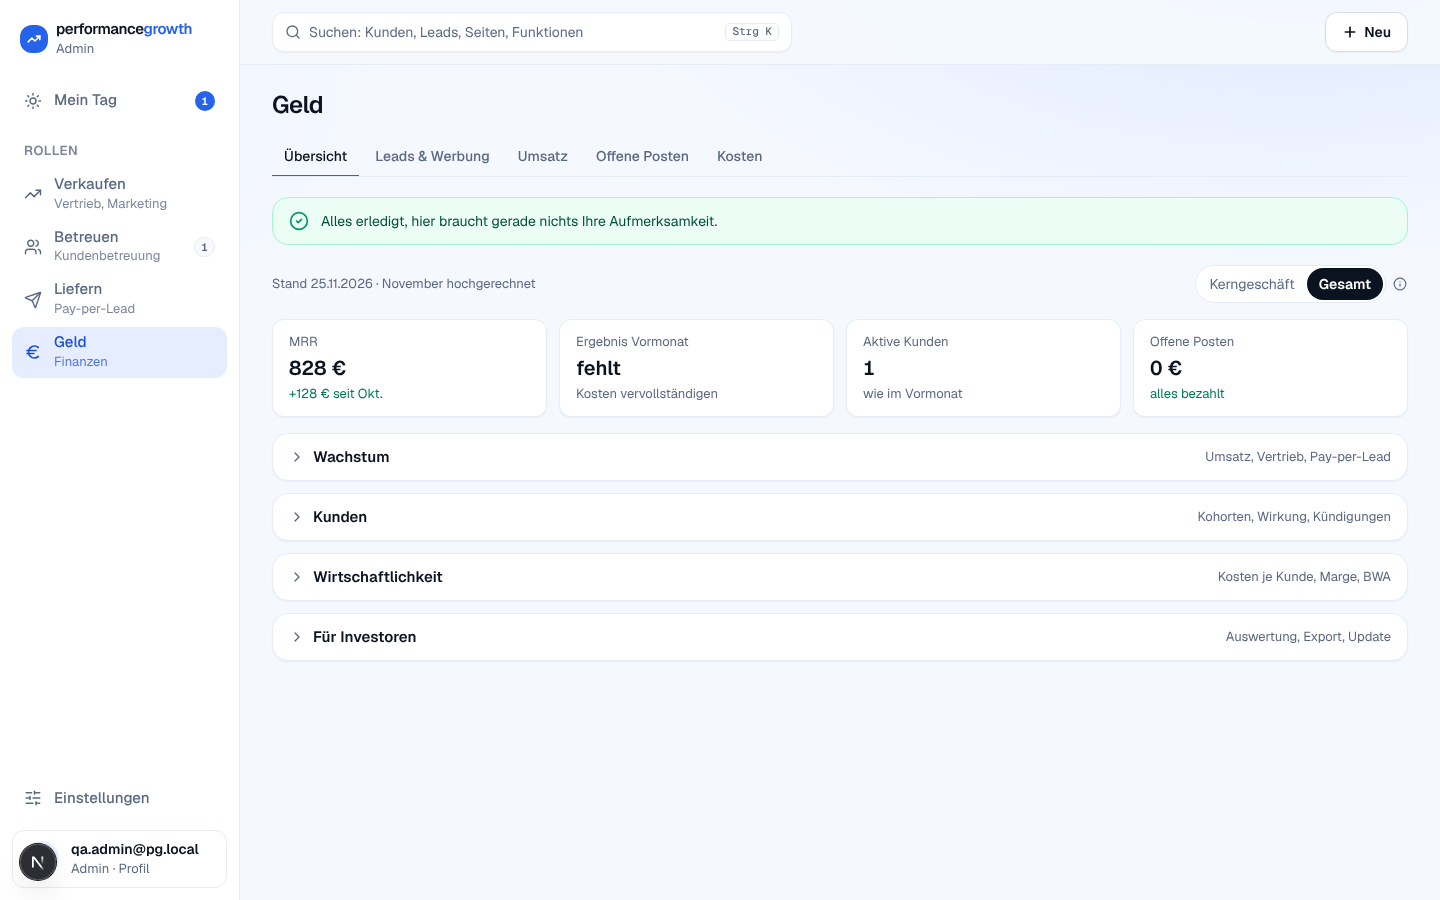 performancegrowth
Admin
Suchen: Kunden, Leads, Seiten, Funktionen
Strg K
Neu
Mein Tag
1
ROLLEN
Verkaufen
Vertrieb, Marketing
Betreuen
Kundenbetreuung
1
Liefern
Pay-per-Lead
Geld
Finanzen
Einstellungen
N
qa.admin@pg.local
Admin · Profil
Geld
Übersicht
Leads & Werbung
Umsatz
Offene Posten
Kosten
Alles erledigt, hier braucht gerade nichts Ihre Aufmerksamkeit.
Stand 25.11.2026 · November hochgerechnet
Kerngeschäft
Gesamt
MRR
828 €
+128 € seit Okt.
Ergebnis Vormonat
fehlt
Kosten vervollständigen
Aktive Kunden
1
wie im Vormonat
Offene Posten
0 €
alles bezahlt
Wachstum
Umsatz, Vertrieb, Pay-per-Lead
Kunden
Kohorten, Wirkung, Kündigungen
Wirtschaftlichkeit
Kosten je Kunde, Marge, BWA
Für Investoren
Auswertung, Export, Update